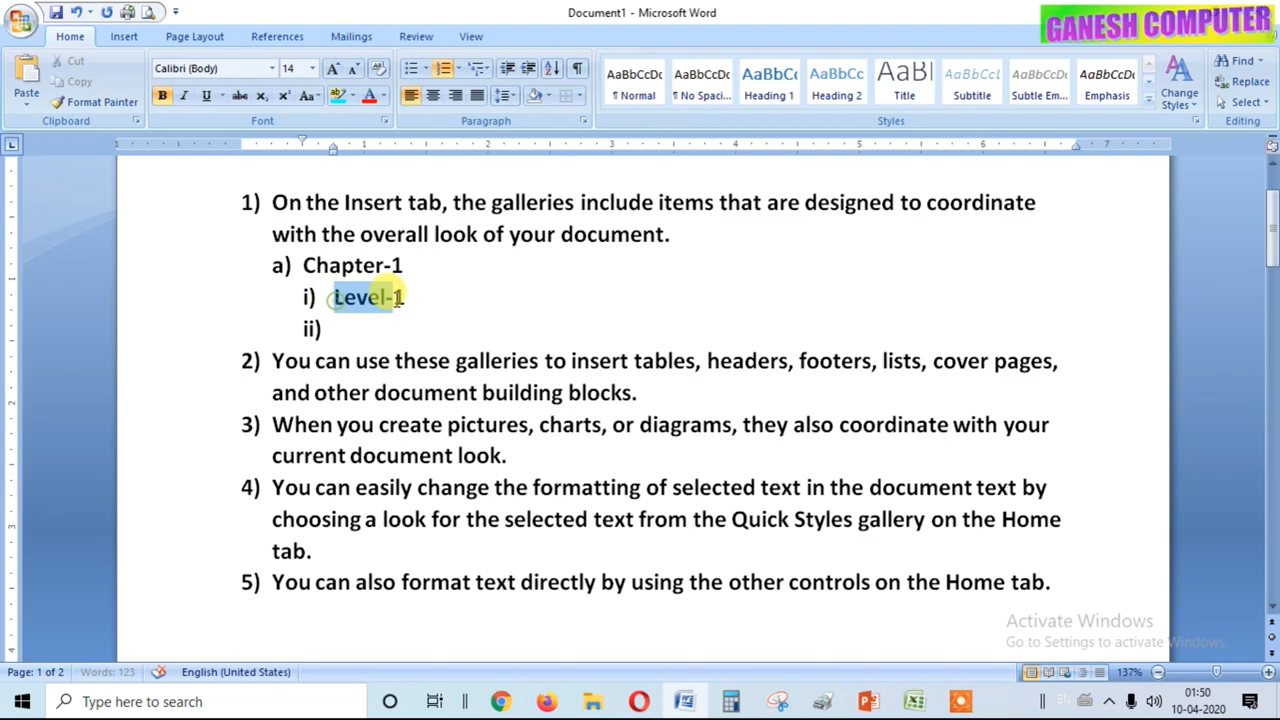 Document1 - Microsoft Word
GANESH COMPUTER
Home Insert Page Layout References Mailings Review View
Cut
Copy
Format Painter
Paste
Clipboard
Calibri (Body) 14
Font
Paragraph
AaBbCcDc AaBbCcDc AaBbCc AaBbCc AaBl AaBbCcL AaBbCcDc AaBbCcDc
¶ Normal ¶ No Spaci... Heading 1 Heading 2 Title Subtitle Subtle Em... Emphasis
Styles
Change Styles
Find
Replace
Select
Editing
1) On the Insert tab, the galleries include items that are designed to coordinate
with the overall look of your document.
a) Chapter-1
i) Level-1
ii)
2) You can use these galleries to insert tables, headers, footers, lists, cover pages,
and other document building blocks.
3) When you create pictures, charts, or diagrams, they also coordinate with your
current document look.
4) You can easily change the formatting of selected text in the document text by
choosing a look for the selected text from the Quick Styles gallery on the Home
tab.
5) You can also format text directly by using the other controls on the Home tab.
Activate Windows
Go to Settings to activate Windows.
Page: 1 of 2 Words: 123 English (United States) 137%
Type here to search
01:50
10-04-2020